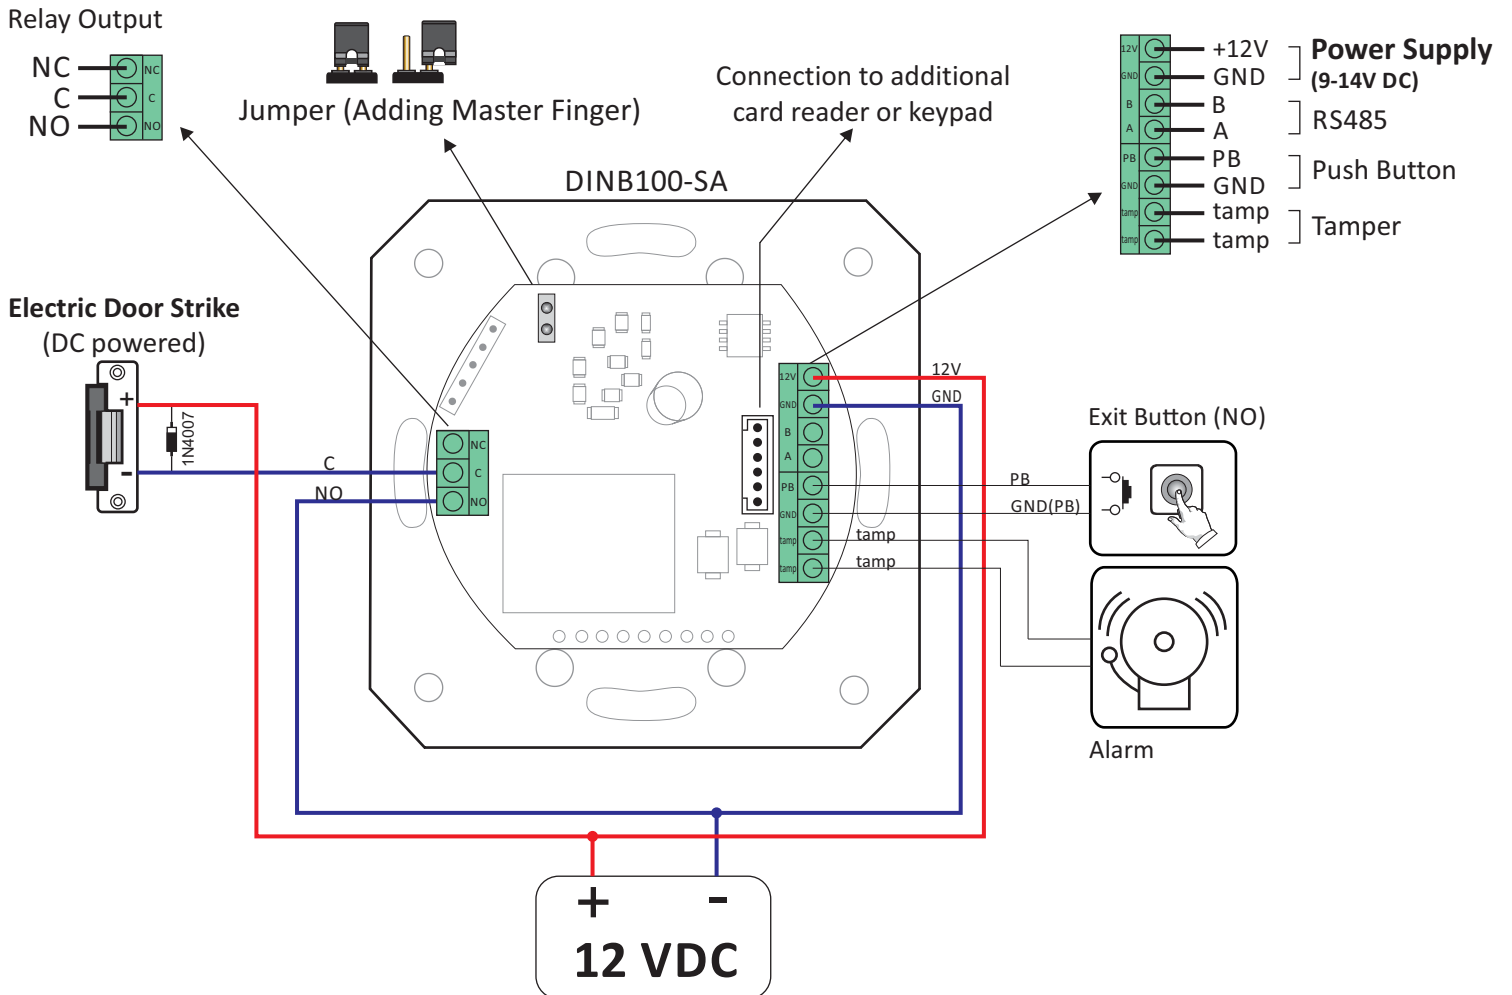 Relay Output
NC
C
NO
NC
C
NO
Jumper (Adding Master Finger)
Connection to additional
card reader or keypad
12V
GND
B
A
PB
GND
tamp
tamp
+12V
GND
B
A
PB
GND
tamp
tamp
Power Supply
(9-14V DC)
RS485
Push Button
Tamper
DINB100-SA
Electric Door Strike
(DC powered)
+
-
1N4007
C
NO
NC
C
NO
12V
GND
B
A
PB
GND
tamp
tamp
12V
GND
PB
GND(PB)
tamp
tamp
Exit Button (NO)
Alarm
+ -
12 VDC